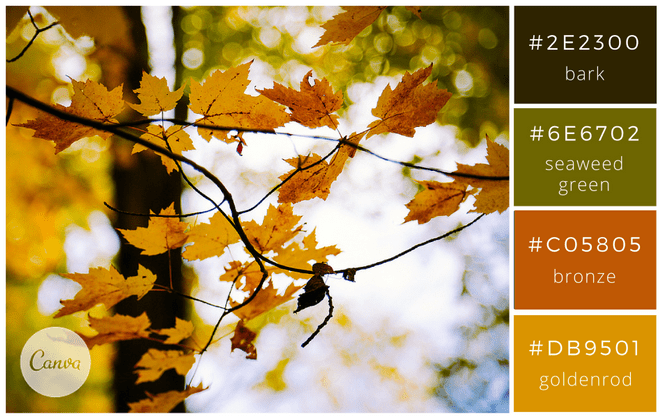 #2E2300
bark
#6E6702
seaweed
green
#C05805
bronze
#DB9501
goldenrod
Canva